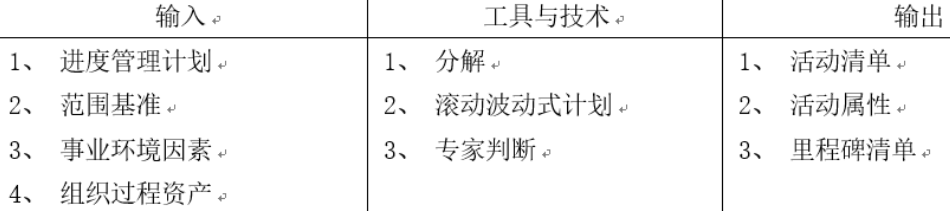 输入 工具与技术 输出
1、 进度管理计划 1、 分解 1、 活动清单
2、 范围基准 2、 滚动波动式计划 2、 活动属性
3、 事业环境因素 3、 专家判断 3、 里程碑清单
4、 组织过程资产